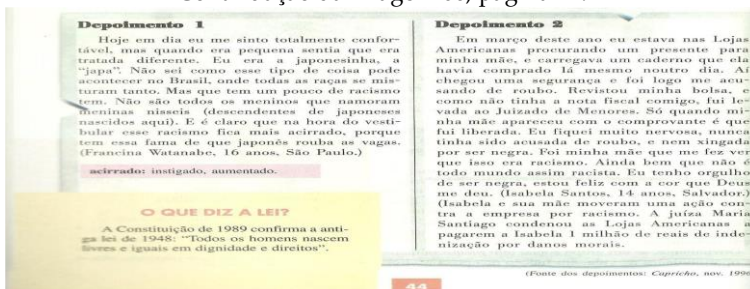 Depoimento 1
Hoje em dia eu me sinto totalmente confor-
tável, mas quando era pequena sentia que era
tratada diferente. Eu era a japonesinha, a
"japa". Não sei como esse tipo de coisa pode
acontecer no Brasil, onde todas as raças se mis-
turam tanto. Mas que tem um pouco de racismo
tem. Não são todos os meninos que namoram
meninas nisseis (descendentes de japoneses
nascidos aqui). E é claro que na hora do vesti-
bular esse racismo fica mais acirrado, porque
tem essa fama de que japonês rouba as vagas.
(Francina Watanabe, 16 anos, São Paulo.)
acirrado: instigado, aumentado.
O QUE DIZ A LEI?
A Constituição de 1989 confirma a anti-
ga lei de 1948: "Todos os homens nascem
livres e iguais em dignidade e direitos".
Depoimento 2
Em março deste ano eu estava nas Lojas
Americanas procurando um presente para
minha mãe, e carregava um caderno que ela
havia comprado lá mesmo noutro dia. Aí
chegou uma segurança e foi logo me acu-
sando de roubo. Revistou minha bolsa, e
como não tinha a nota fiscal comigo, fui le-
vada ao Juizado de Menores. Só quando mi-
nha mãe apareceu com o comprovante é que
fui liberada. Eu fiquei muito nervosa, nunca
tinha sido acusada de roubo, e nem xingada
por ser negra. Foi minha mãe que me fez ver
que isso era racismo. Ainda bem que não é
todo mundo assim racista. Eu tenho orgulho
de ser negra, estou feliz com a cor que Deus
me deu. (Isabela Santos, 14 anos, Salvador.)
(Isabela e sua mãe moveram uma ação con-
tra a empresa por racismo. A juíza Maria
Santiago condenou as Lojas Americanas a
pagarem a Isabela 1 milhão de reais de inde-
nização por danos morais.
(Fonte dos depoimentos: Capricho, nov. 199
44